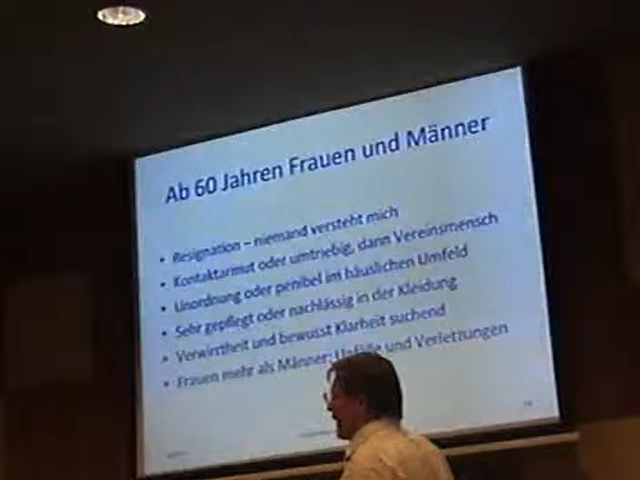 Ab 60 Jahren Frauen und Männer
• Resignation – niemand versteht mich
• Kontaktarmut oder umtriebig, dann Vereinsmensch
• Unordnung oder penibel im häuslichen Umfeld
• Sehr gepflegt oder nachlässig in der Kleidung
• Verwirrtheit und bewusst Klarheit suchend
• Frauen mehr als Männer: Unfälle und Verletzungen